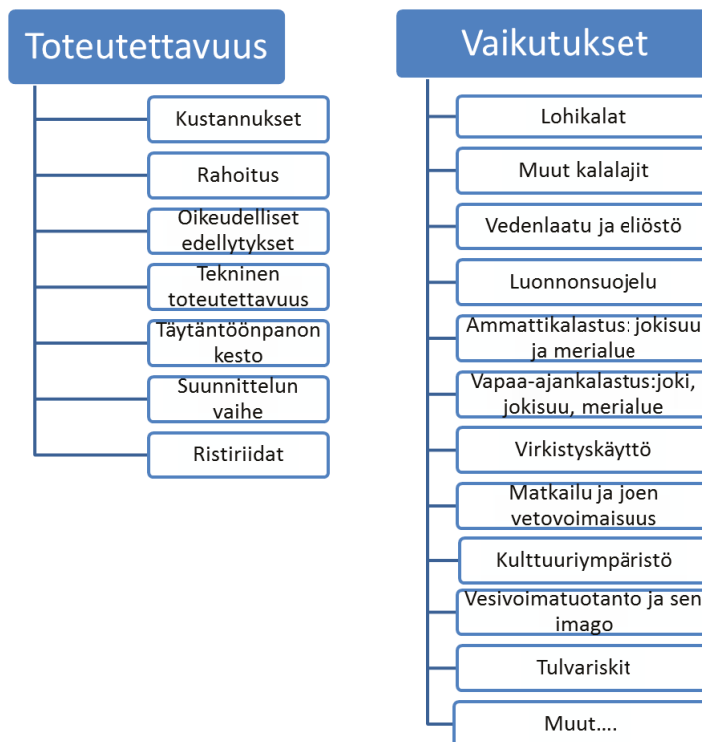 Toteutettavuus
Kustannukset
Rahoitus
Oikeudelliset
edellytykset
Tekninen
toteutettavuus
Täytäntöönpanon
kesto
Suunnittelun
vaihe
Ristiriidat
Vaikutukset
Lohikalat
Muut kalalajit
Vedenlaatu ja eliöstö
Luonnonsuojelu
Ammattikalastus: jokisuu
ja merialue
Vapaa-ajankalastus:joki,
jokisuu, merialue
Virkistyskäyttö
Matkailu ja joen
vetovoimaisuus
Kulttuuriympäristö
Vesivoimatuotanto ja sen
imago
Tulvariskit
Muut....